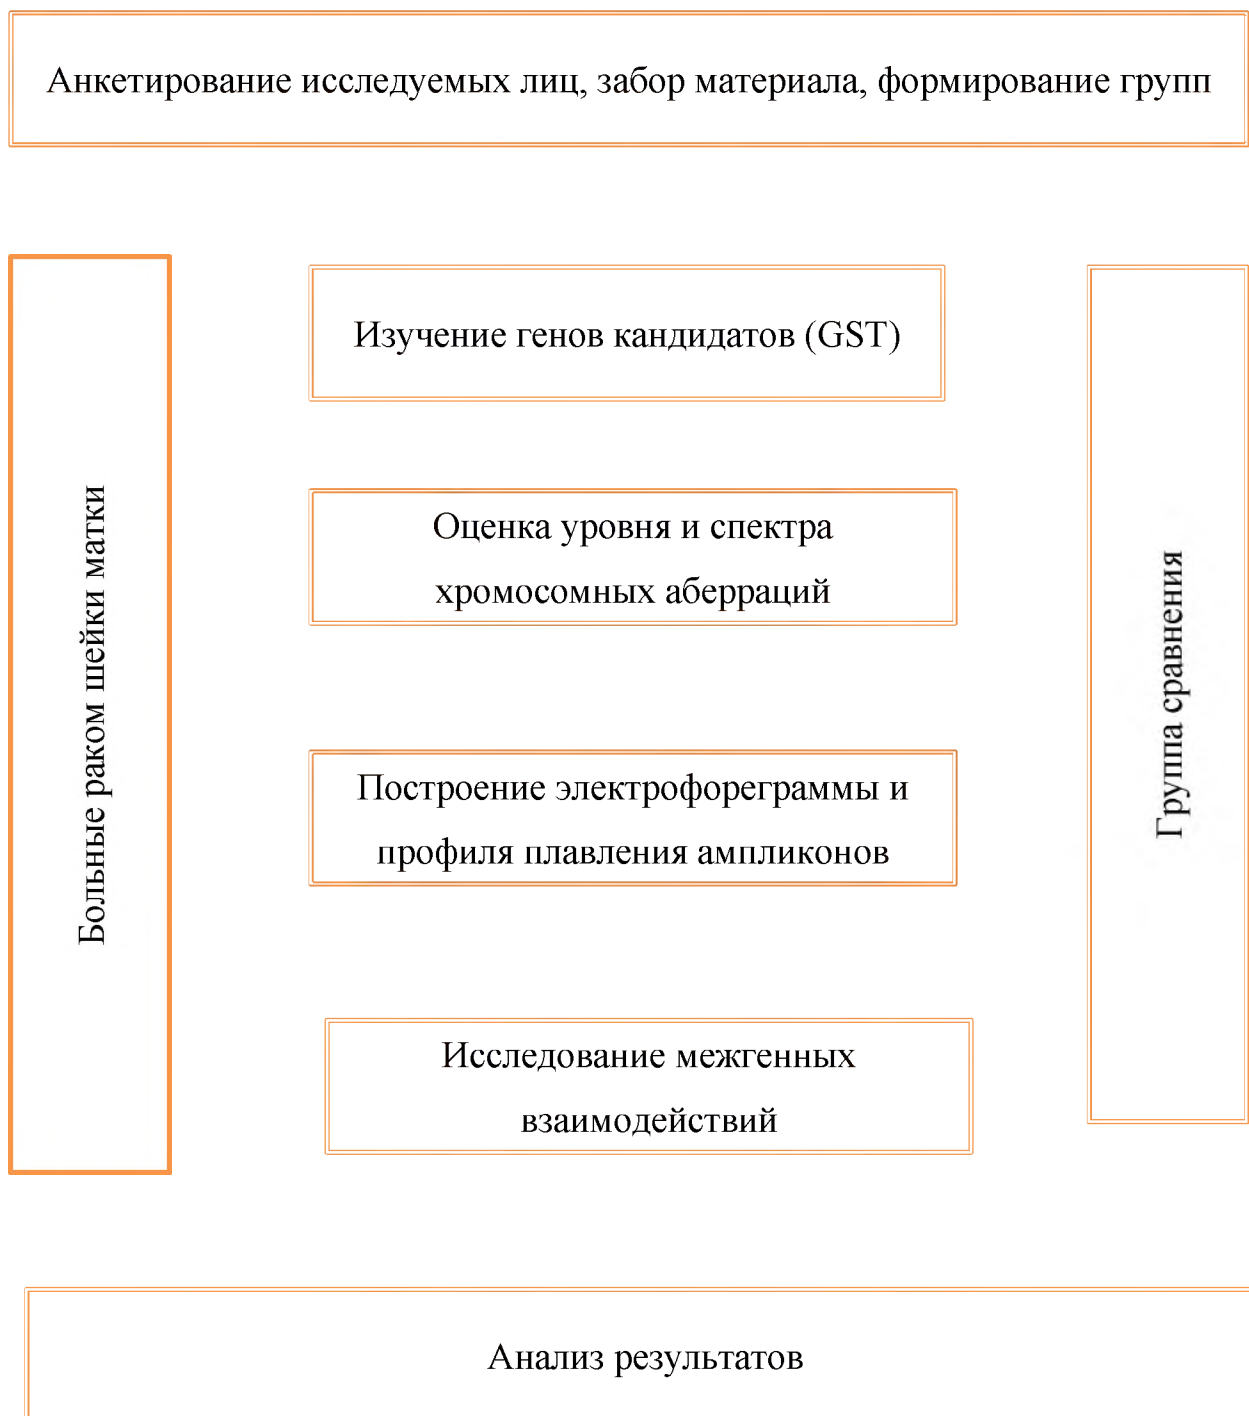 Анкетирование исследуемых лиц, забор материала, формирование групп
Больные раком шейки матки
Изучение генов кандидатов (GST)
Оценка уровня и спектра
хромосомных аберраций
Построение электрофореграммы и
профиля плавления ампликонов
Исследование межгенных
взаимодействий
Группа сравнения
Анализ результатов